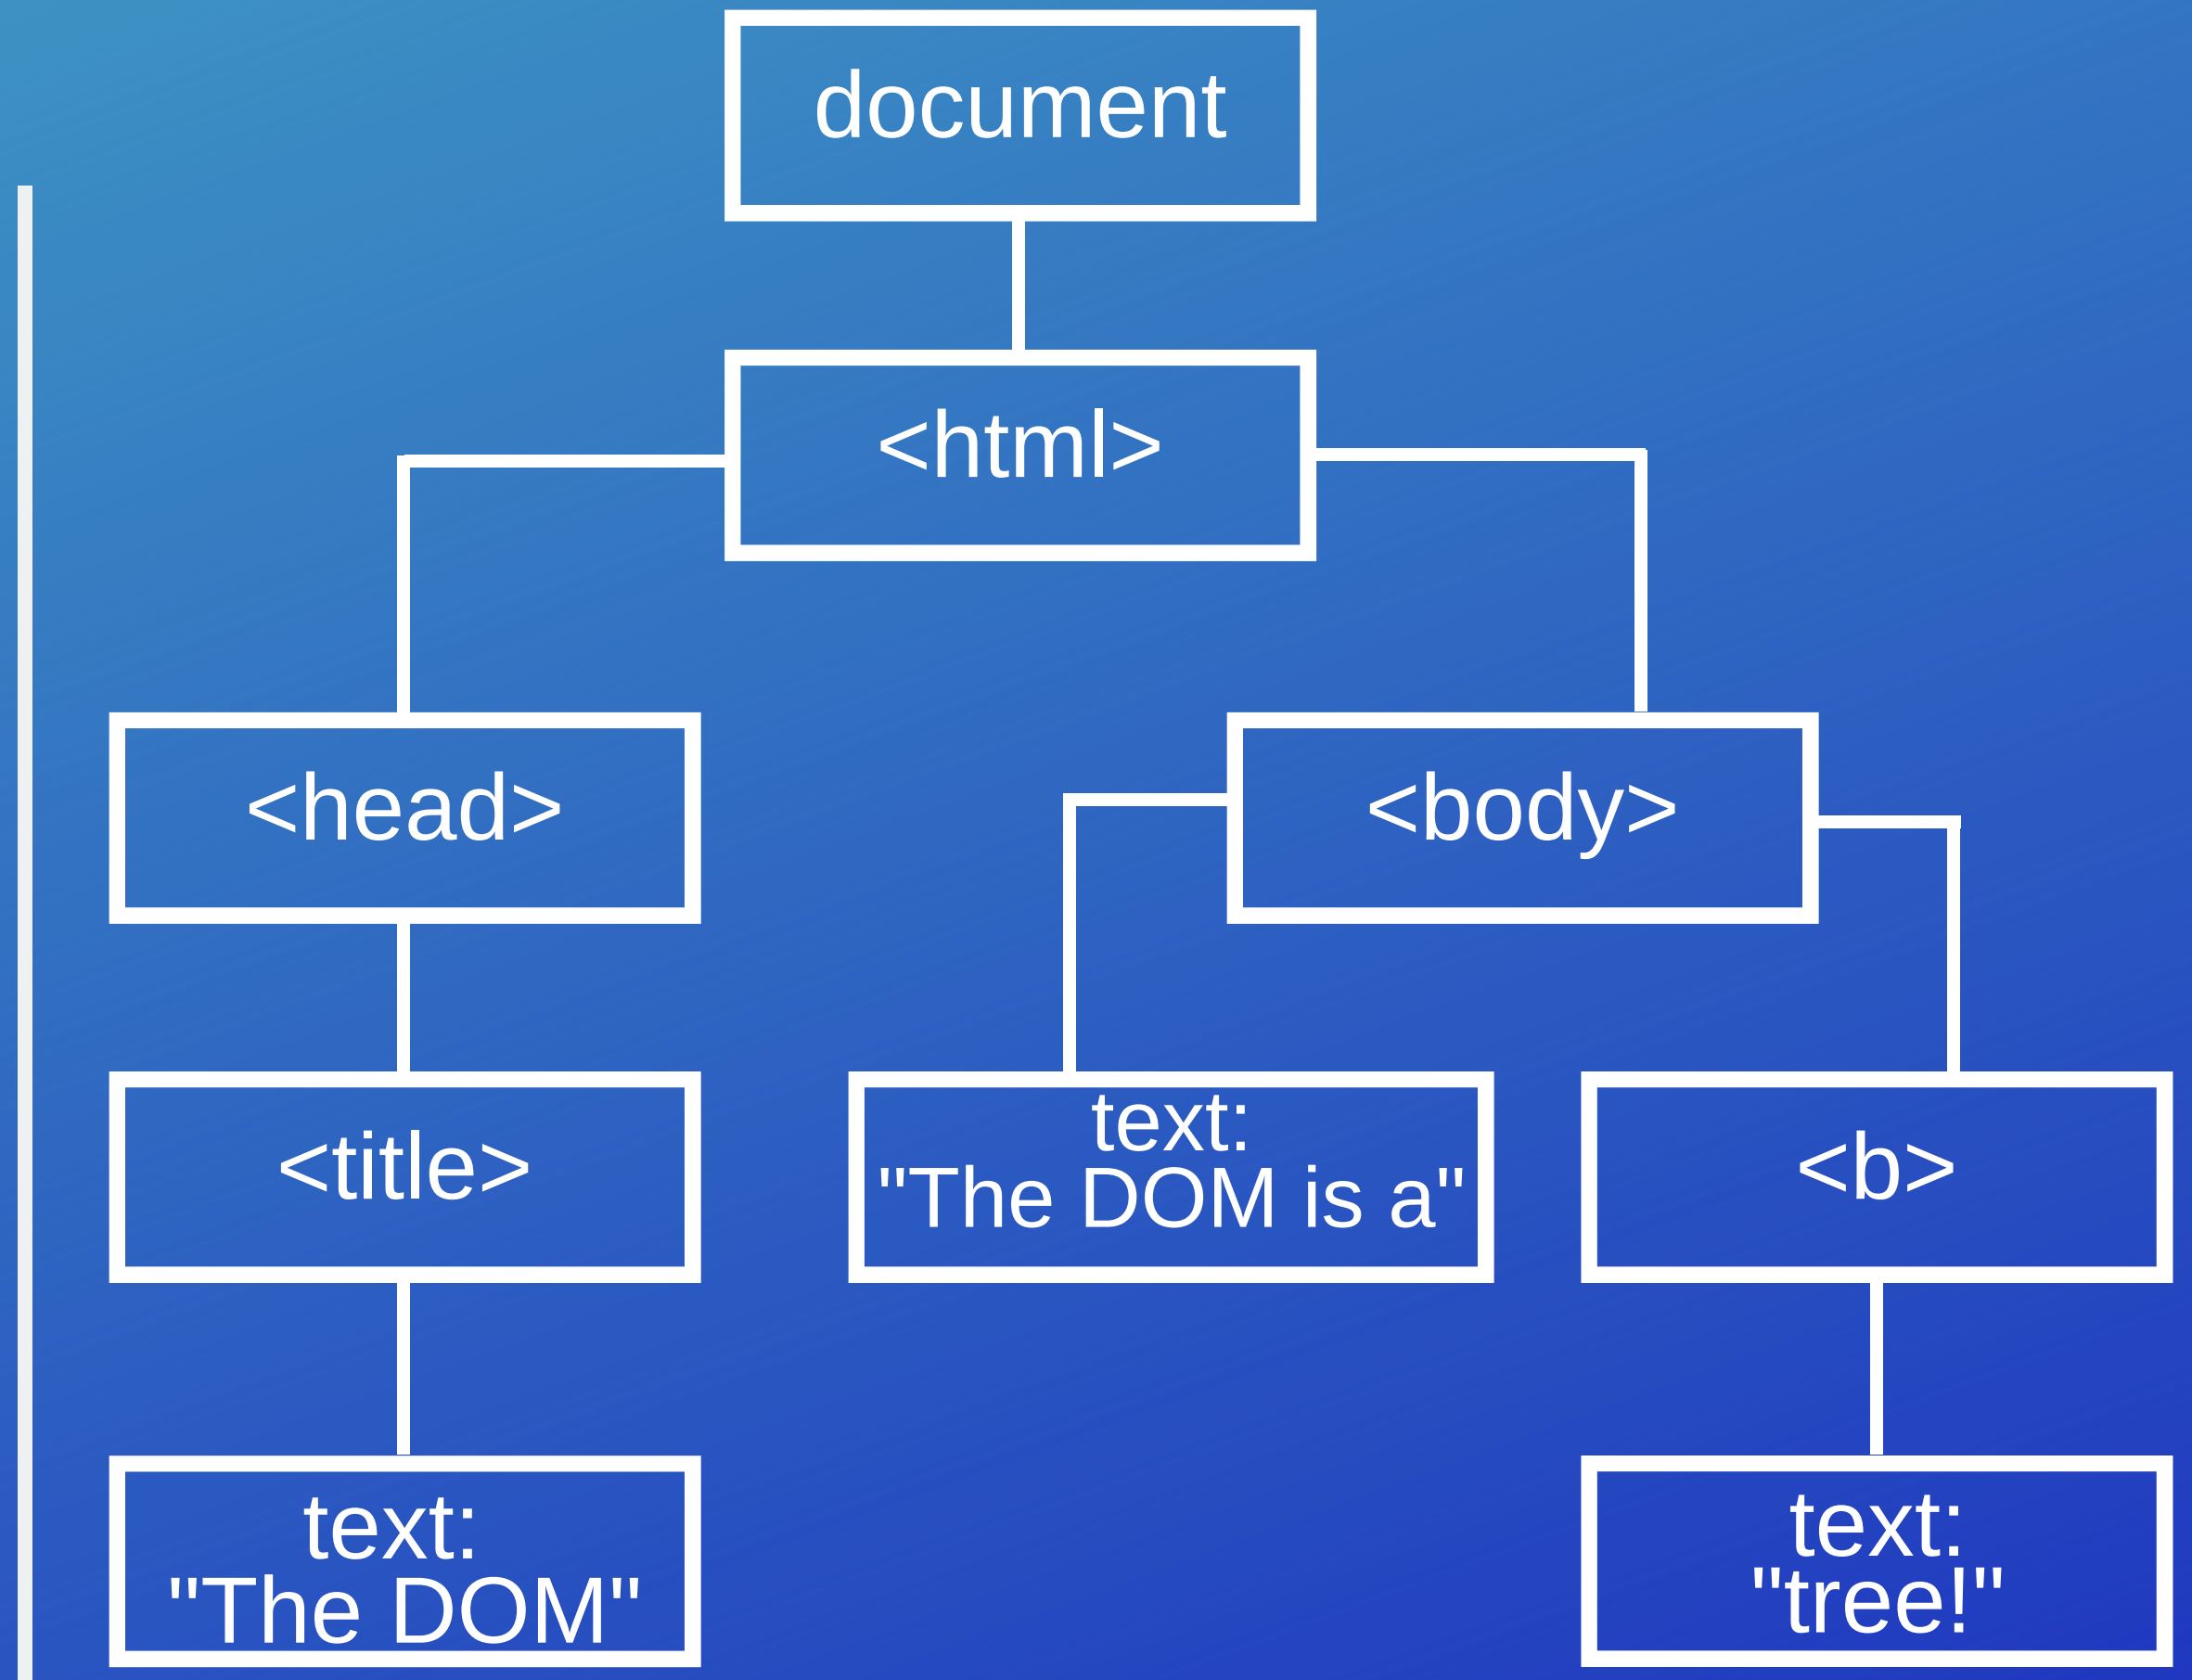 document
<html>
<head>
<body>
<title>
text:
"The DOM is a"
<b>
text:
"The DOM"
text:
"tree!"